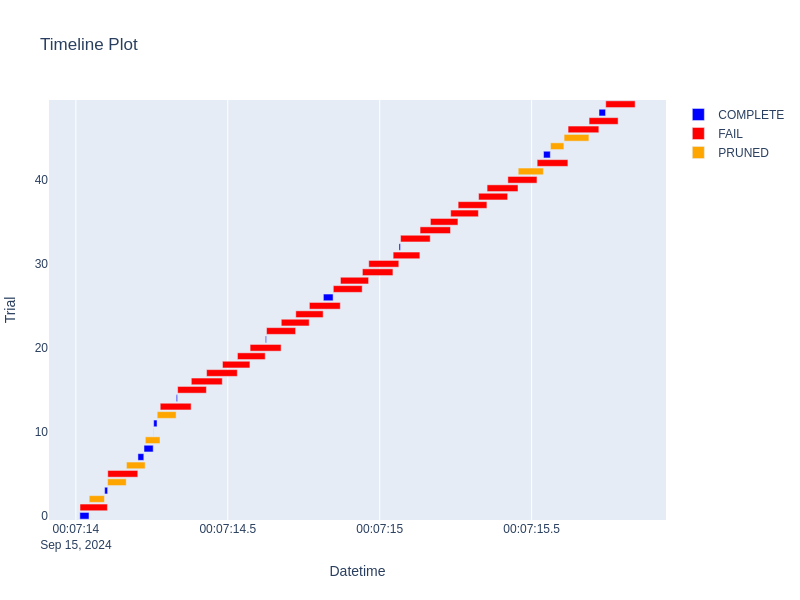 Timeline Plot
COMPLETE
FAIL
PRUNED
40
30
20
10
0
Trial
00:07:14
Sep 15, 2024
00:07:14.5
00:07:15
00:07:15.5
Datetime